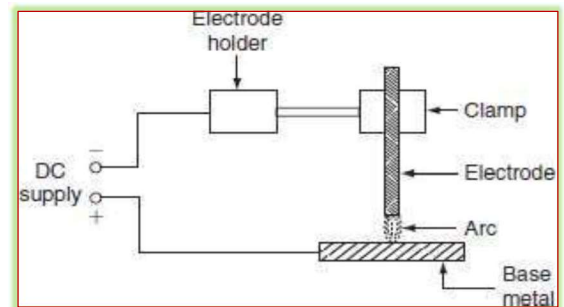 Electrode
holder
Clamp
−
DC
supply
+
Electrode
Arc
Base
metal